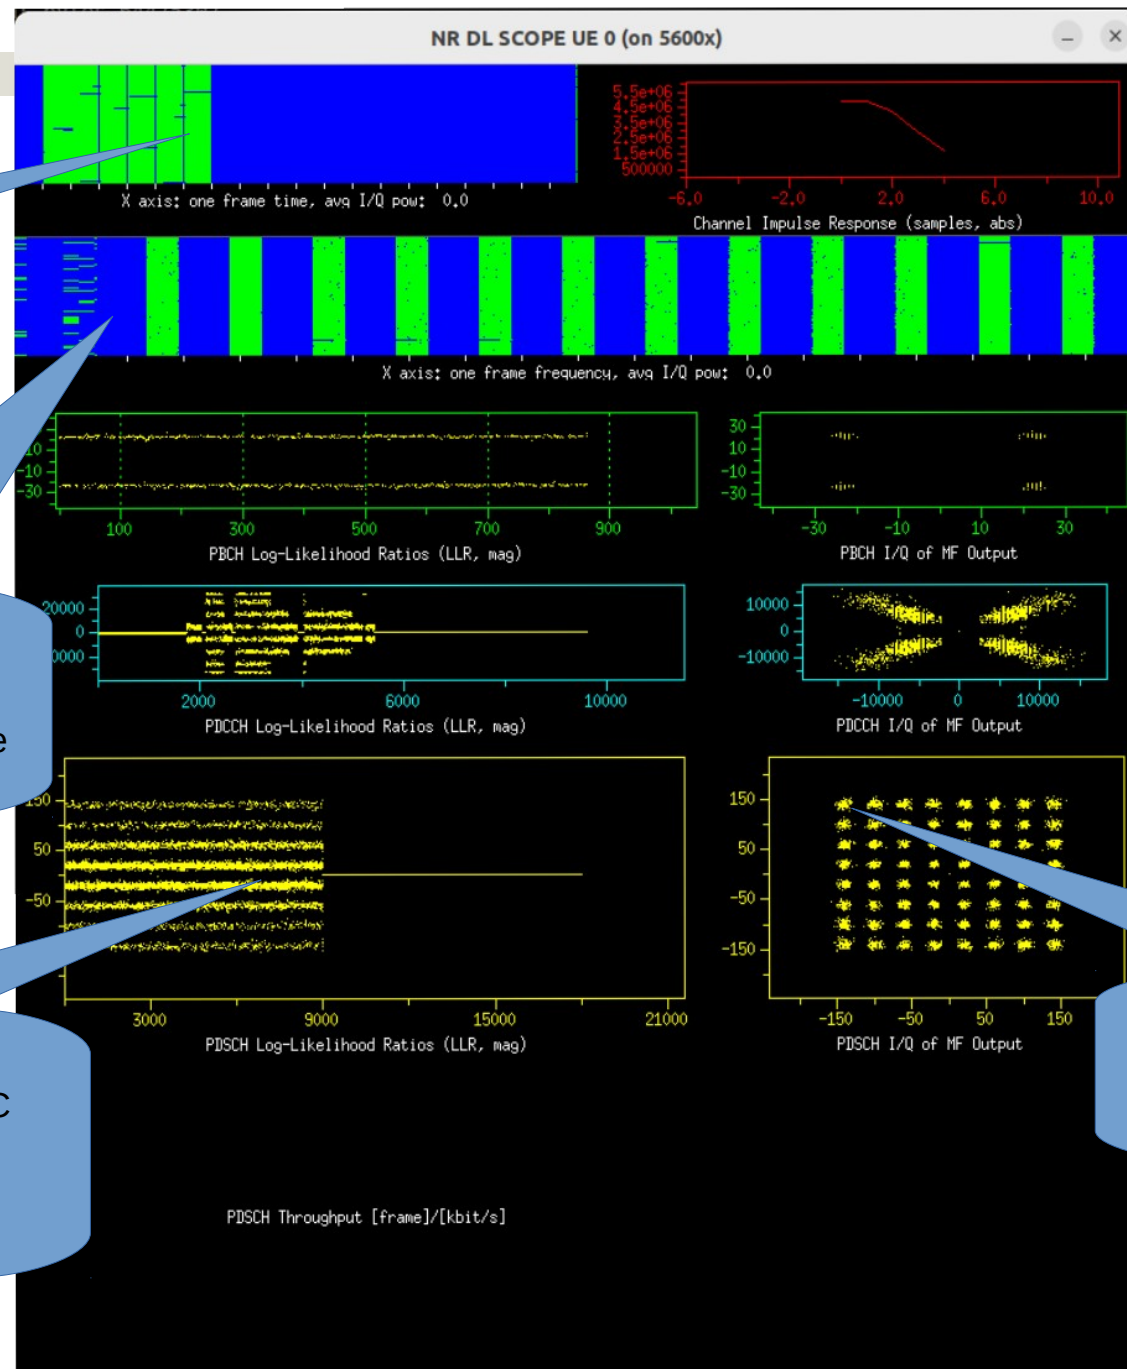 NR DL SCOPE UE 0 (on 5600x)
5.5e+06
4.5e+06
3.5e+06
2.5e+06
1.5e+06
500000
-6.0 -2.0 2.0 6.0 10.0
X axis: one frame time, avg I/Q pow: 0.0
Channel Impulse Response (samples, abs)
X axis: one frame frequency, avg I/Q pow: 0.0
10
-10
-30
100 300 500 700 900
PBCH Log-Likelihood Ratios (LLR, mag)
30
10
-10
-30
-30 -10 10 30
PBCH I/Q of MF Output
20000
0
0000
2000 6000 10000
PDCCH Log-Likelihood Ratios (LLR, mag)
10000
0
-10000
-10000 0 10000
PDCCH I/Q of MF Output
e
150
50
-50
3000 9000 15000 21000
PDSCH Log-Likelihood Ratios (LLR, mag)
150
50
-50
-150
-150 -50 50 150
PDSCH I/Q of MF Output
C
PDSCH Throughput [frame]/[kbit/s]